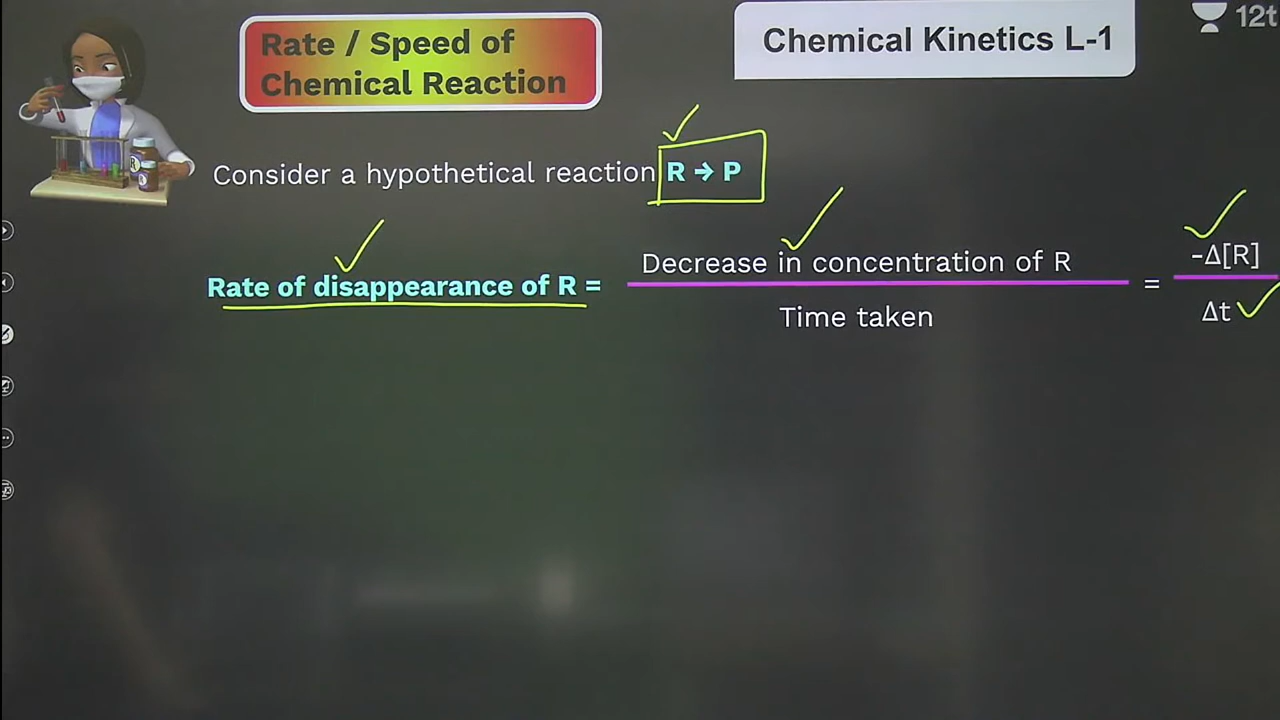 Rate / Speed of
Chemical Reaction
Chemical Kinetics L-1
12t
Consider a hypothetical reaction R → P
Rate of disappearance of R = Decrease in concentration of R / Time taken = -Δ[R] / Δt